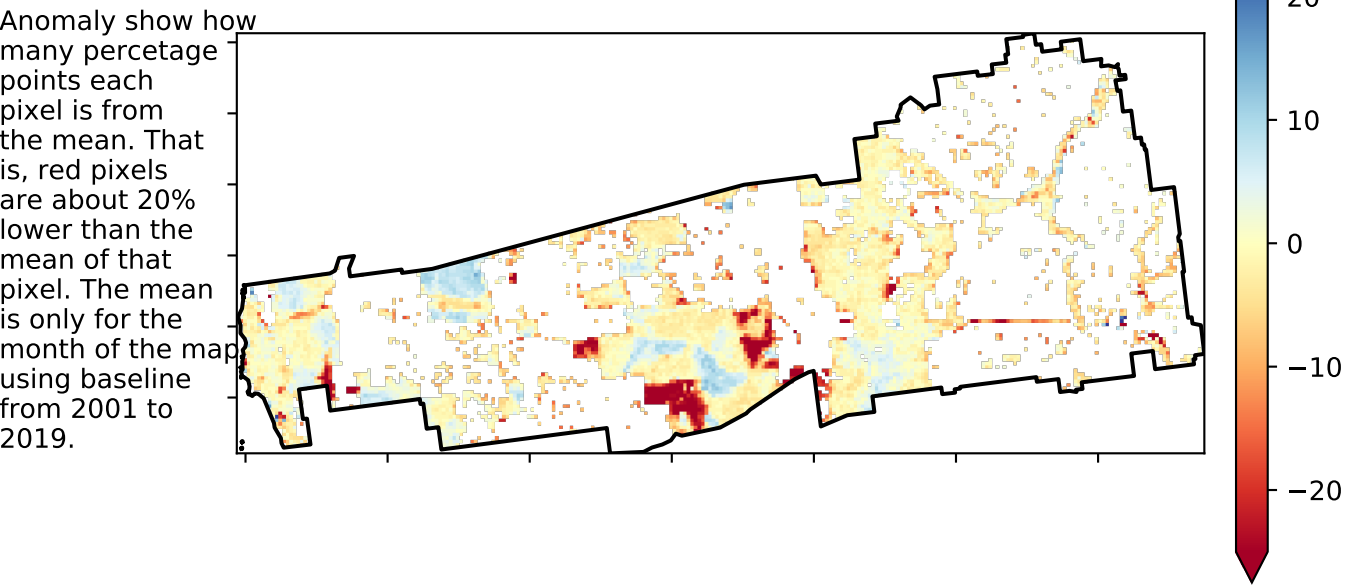 Anomaly show how
many percetage
points each
pixel is from
the mean. That
is, red pixels
are about 20%
lower than the
mean of that
pixel. The mean
is only for the
month of the map
using baseline
from 2001 to
2019.
20
10
0
−10
−20